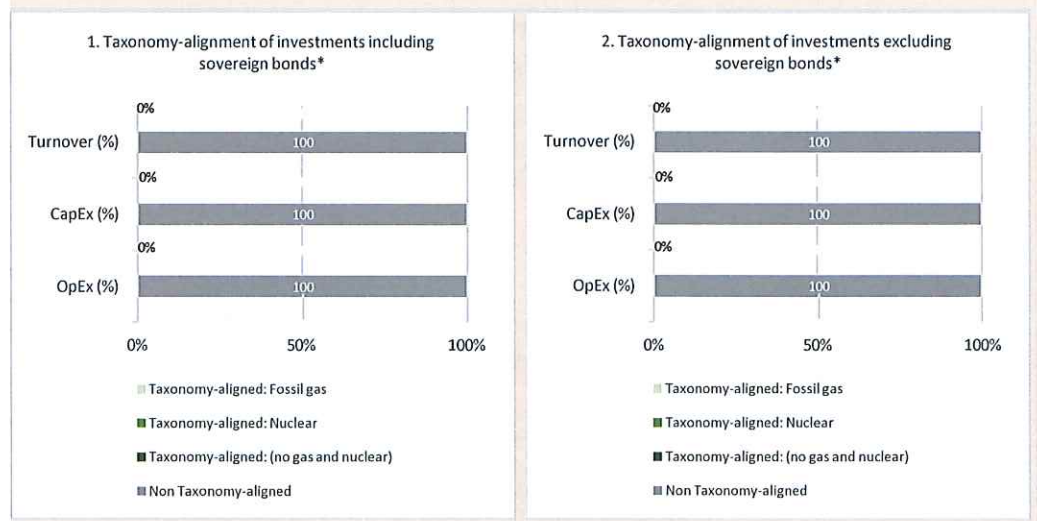 1. Taxonomy-alignment of investments including
sovereign bonds*
0%
Turnover (%)
100
0%
CapEx (%)
100
0%
OpEx (%)
100
0%
50%
100%
Taxonomy-aligned: Fossil gas
Taxonomy-aligned: Nuclear
Taxonomy-aligned: (no gas and nuclear)
Non Taxonomy-aligned
2. Taxonomy-alignment of investments excluding
sovereign bonds*
0%
Turnover (%)
100
0%
CapEx (%)
100
0%
OpEx (%)
100
0%
50%
100%
Taxonomy-aligned: Fossil gas
Taxonomy-aligned: Nuclear
Taxonomy-aligned: (no gas and nuclear)
Non Taxonomy-aligned